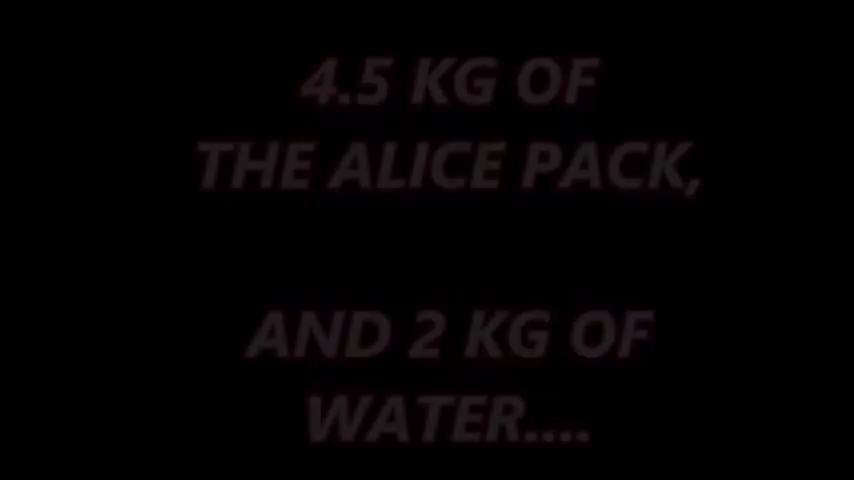 4.5 KG OF
THE ALICE PACK,
AND 2 KG OF
WATER....